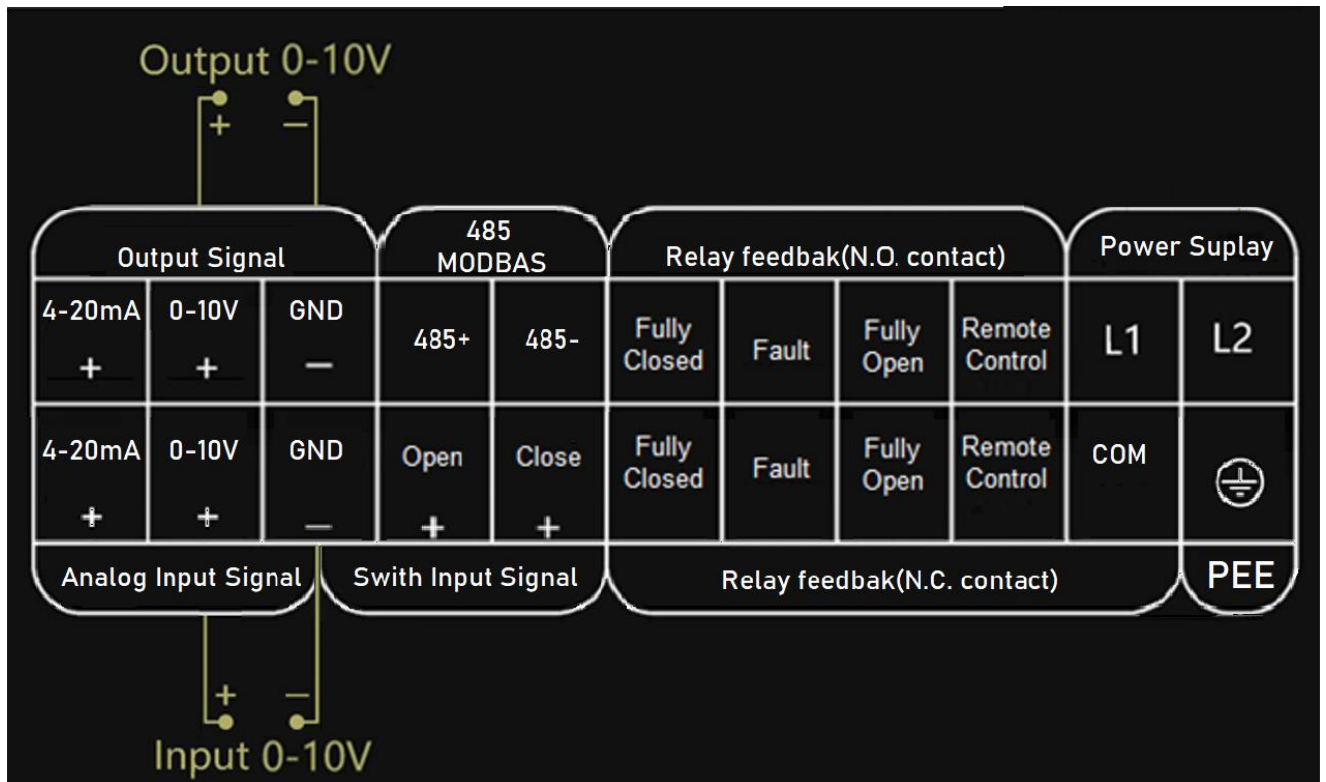 Output 0-10V
+ −
Output Signal
485
MODBAS
Relay feedbak(N.O. contact)
Power Suplay
4-20mA 0-10V GND
+ + −
485+ 485-
Fully Closed
Fault
Fully Open
Remote Control
L1 L2
4-20mA 0-10V GND
+ + −
Open Close
+ +
Fully Closed
Fault
Fully Open
Remote Control
COM
Analog Input Signal
Swith Input Signal
Relay feedbak(N.C. contact)
PEE
+ −
Input 0-10V